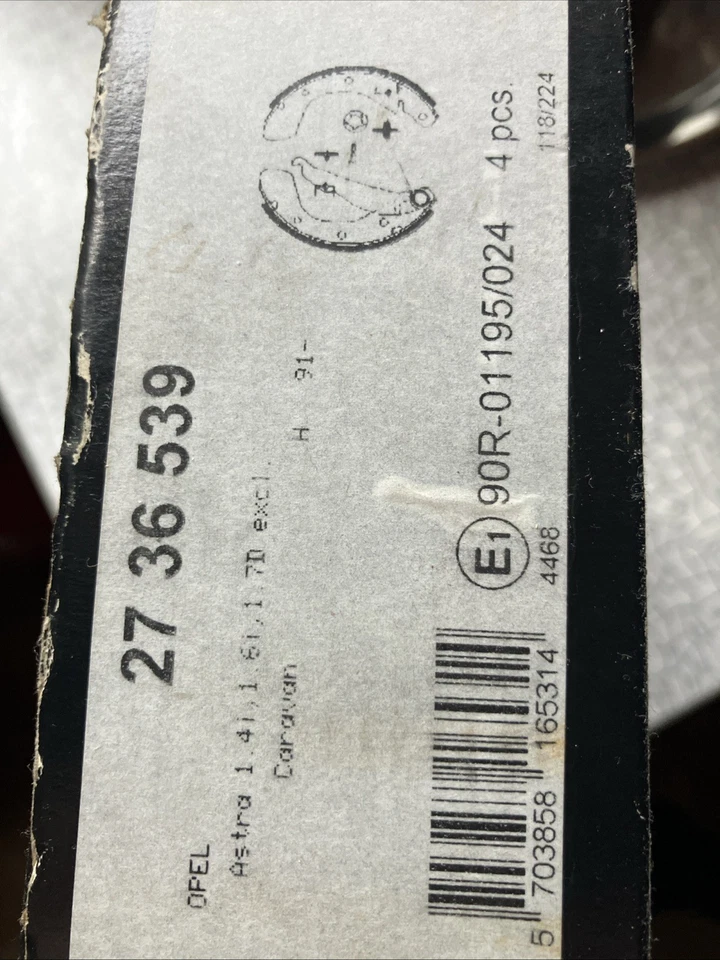 27 36 539
OPEL
Astra 1.4i,1.6i,1.7D excl. H 91-
Caravan
E1 90R-01195/024 4 pcs.
4468 118/224
5 703858 165314